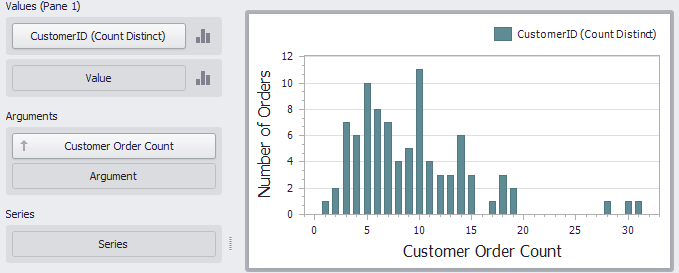 Values (Pane 1)
CustomerID (Count Distinct)
Value
Arguments
Customer Order Count
Argument
Series
Series
CustomerID (Count Distinct)
Number of Orders
12
10
8
6
4
2
0
0 5 10 15 20 25 30
Customer Order Count